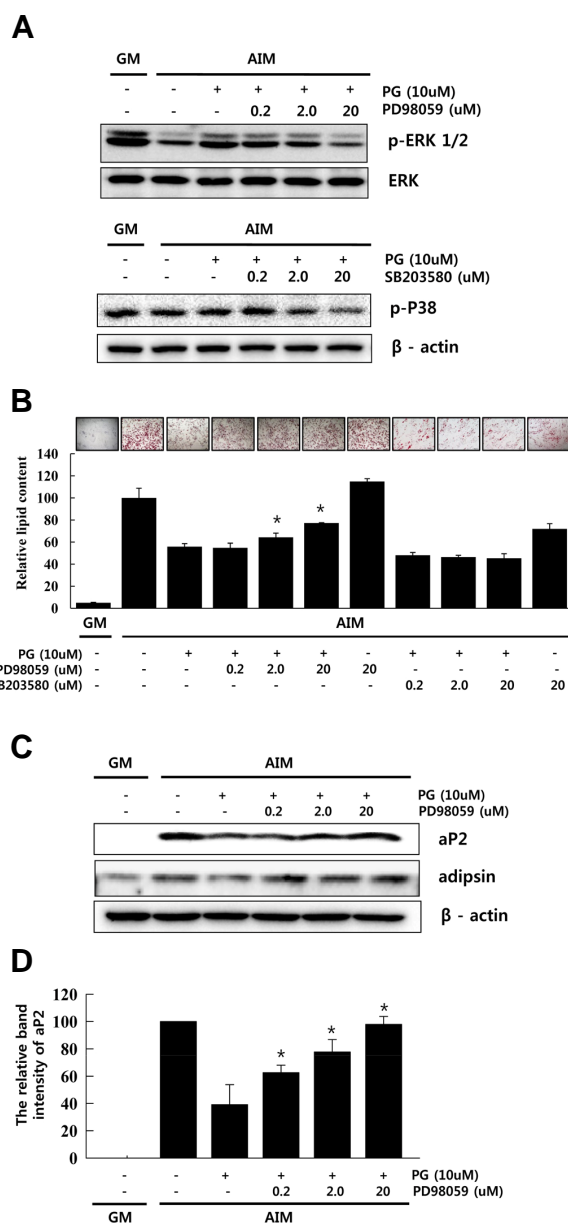 A
GM AIM
- - + + + + PG (10uM)
- - - 0.2 2.0 20 PD98059 (uM)
p-ERK 1/2
ERK
GM AIM
- - + + + + PG (10uM)
- - - 0.2 2.0 20 SB203580 (uM)
p-P38
β - actin
B
Relative lipid content
140
120
100
80
60
40
20
0
* *
GM AIM
PG (10uM) - - + + + + - + + + -
PD98059 (uM) - - - 0.2 2.0 20 20 - - - -
SB203580 (uM) - - - - - - - 0.2 2.0 20 20
C
GM AIM
- - + + + + PG (10uM)
- - - 0.2 2.0 20 PD98059 (uM)
aP2
adipsin
β - actin
D
The relative band
intensity of aP2
120
100
80
60
40
20
0
* * *
- - + + + + PG (10uM)
- - - 0.2 2.0 20 PD98059 (uM)
GM AIM